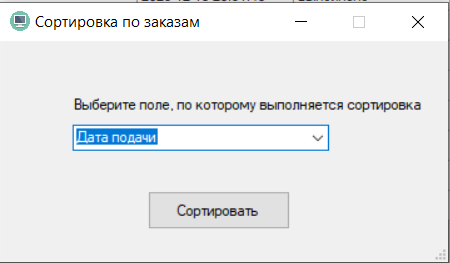 Сортировка по заказам
Выберите поле, по которому выполняется сортировка
Дата подачи
Сортировать